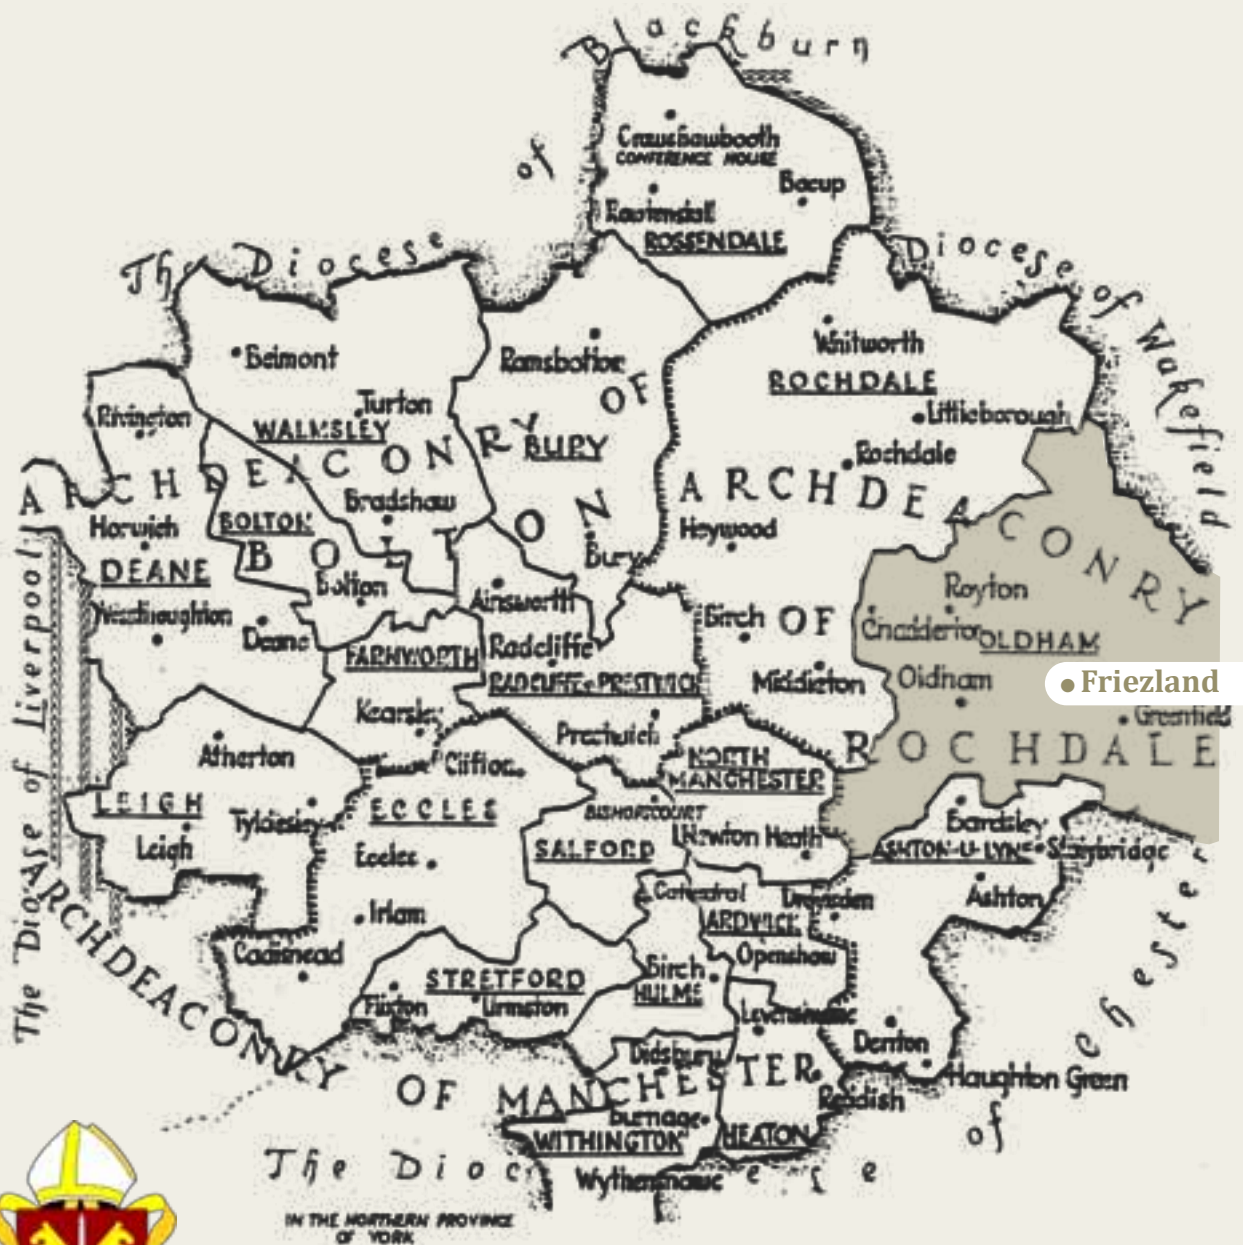 The Diocese of Blackburn
Crawshawbooth
CONFERENCE HOUSE
Bacup
Rawtenstall
ROSSENDALE
Diocese of Wakefield
Belmont
Ramsbottom
Whitworth
ROCHDALE
Rivington
Turton
Littleborough
WALMSLEY
BURY
Rochdale
ARCHDEACONRY OF BOLTON
ARCHDEACONRY OF ROCHDALE
Bradshaw
Horwich
BOLTON
Heywood
Bury
DEANE
Bolton
Ainsworth
Royton
Westhoughton
Deane
Birch
Chadderton
OLDHAM
FARNWORTH
Radcliffe
RADCLIFFE & PRESTWICH
Middleton
Oldham
Friezland
Kearsley
Prestwich
Greenfield
Atherton
Clifton
NORTH
MANCHESTER
LEIGH
Tyldesley
ECCLES
BISHOPSCOURT
Bardsley
Leigh
Eccles
SALFORD
Newton Heath
ASHTON-U-LYNE
Stalybridge
Irlam
Cathedral
Droylsden
Ashton
ARDWICK
Cadishead
Openshaw
STRETFORD
Birch
HULME
Flixton
Urmston
Levenshulme
Denton
Didsbury
Haughton Green
Reddish
ARCHDEACONRY OF MANCHESTER
Burnage
WITHINGTON
HEATON
Wythenshawe
The Diocese of Liverpool
The Diocese of Chester
IN THE NORTHERN PROVINCE
OF YORK